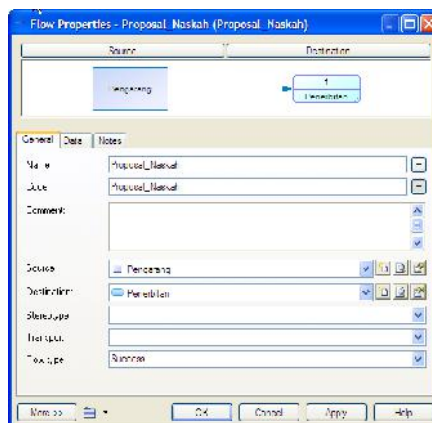 Flow Properties - Proposal_Naskah (Proposal_Naskah)
Source Destination
Pengarang
1
Penerbitan
General Data Notes
Name Proposal_Naskah
Code Proposal_Naskah
Comment:
Source Pengarang
Destination: Penerbitan
Stereotype
Transport
Flow type Success
More >> OK Cancel Apply Help